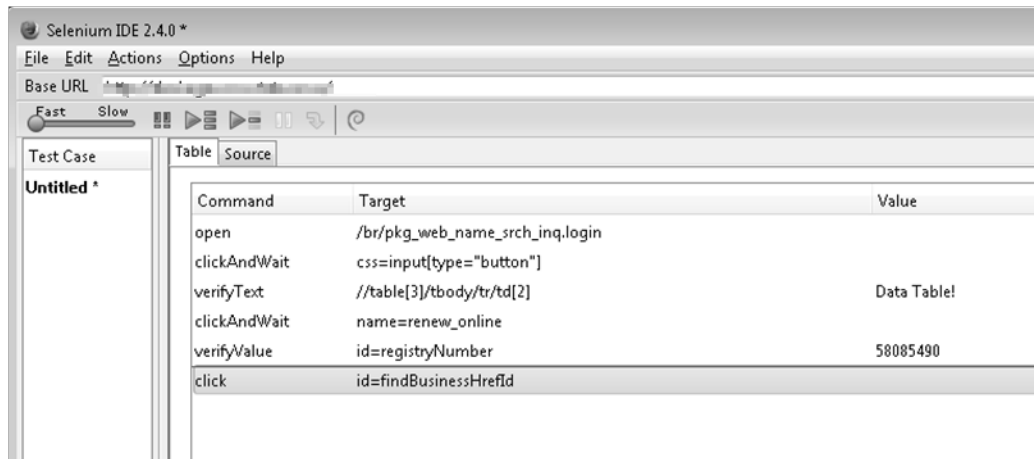 Selenium IDE 2.4.0 *
File Edit Actions Options Help
Base URL
Fast Slow
Test Case
Table Source
Untitled *
Command Target Value
open /br/pkg_web_name_srch_inq.login
clickAndWait css=input[type="button"]
verifyText //table[3]/tbody/tr/td[2] Data Table!
clickAndWait name=renew_online
verifyValue id=registryNumber 58085490
click id=findBusinessHrefId